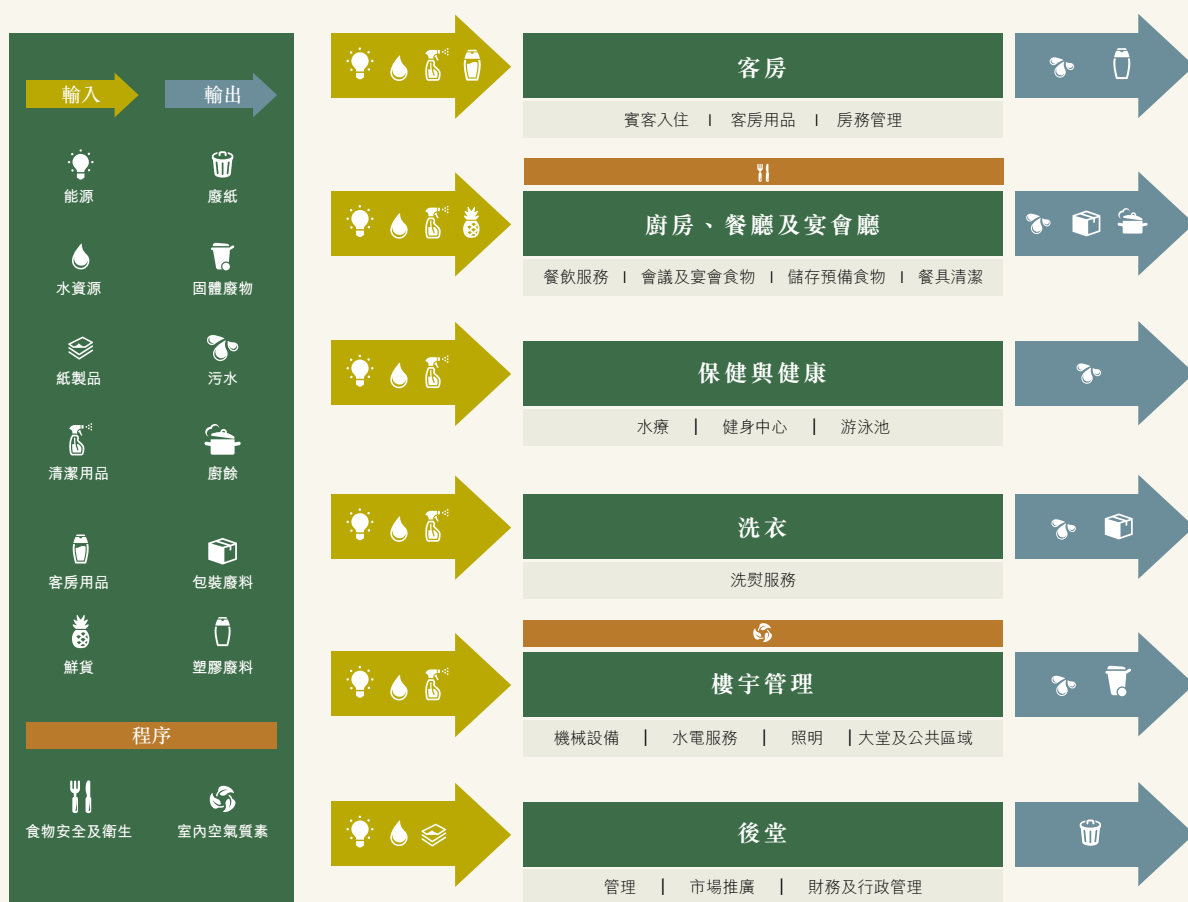 輸入 輸出
能源 廢紙
水資源 固體廢物
紙製品 污水
清潔用品 廚餘
客房用品 包裝廢料
鮮貨 塑膠廢料
程序
食物安全及衛生 室內空氣質素
客房
賓客入住 | 客房用品 | 房務管理
廚房、餐廳及宴會廳
餐飲服務 | 會議及宴會食物 | 儲存預備食物 | 餐具清潔
保健與健康
水療 | 健身中心 | 游泳池
洗衣
洗熨服務
樓宇管理
機械設備 | 水電服務 | 照明 | 大堂及公共區域
後堂
管理 | 市場推廣 | 財務及行政管理